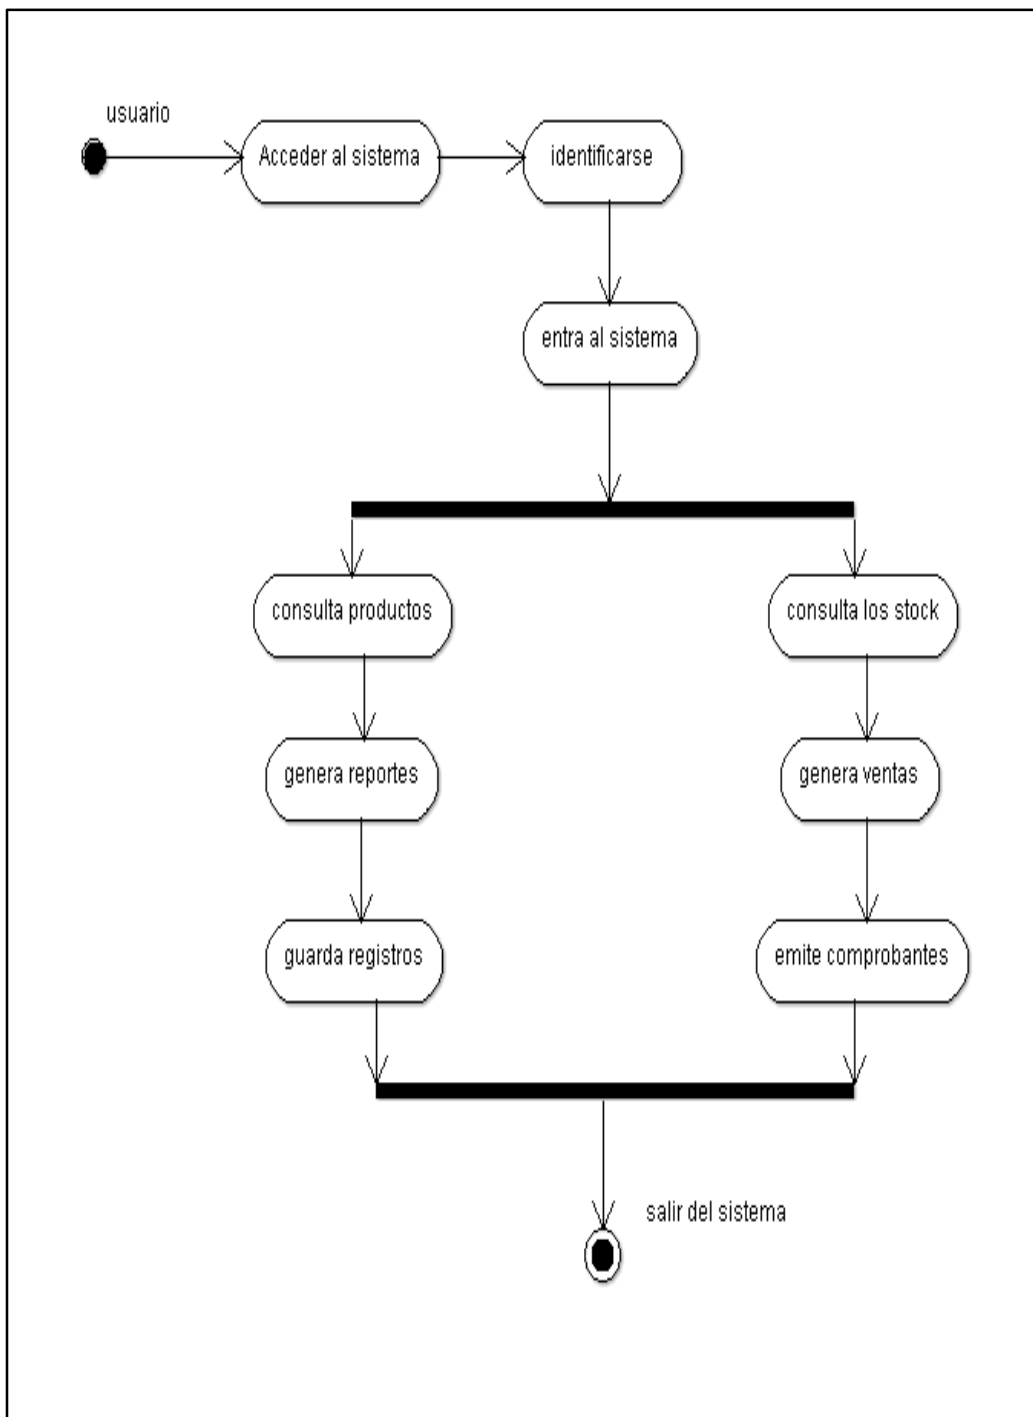 usuario
Acceder al sistema
identificarse
entra al sistema
consulta productos
consulta los stock
genera reportes
genera ventas
guarda registros
emite comprobantes
salir del sistema